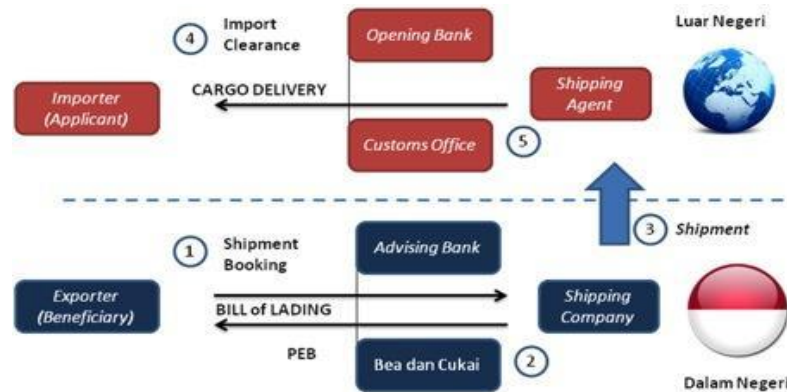 4
Import
Clearance
Opening Bank
Luar Negeri
Importer
(Applicant)
CARGO DELIVERY
Shipping
Agent
Customs Office
5
1
Shipment
Booking
Advising Bank
3
Shipment
Exporter
(Beneficiary)
BILL of LADING
Shipping
Company
PEB
Bea dan Cukai
2
Dalam Negeri